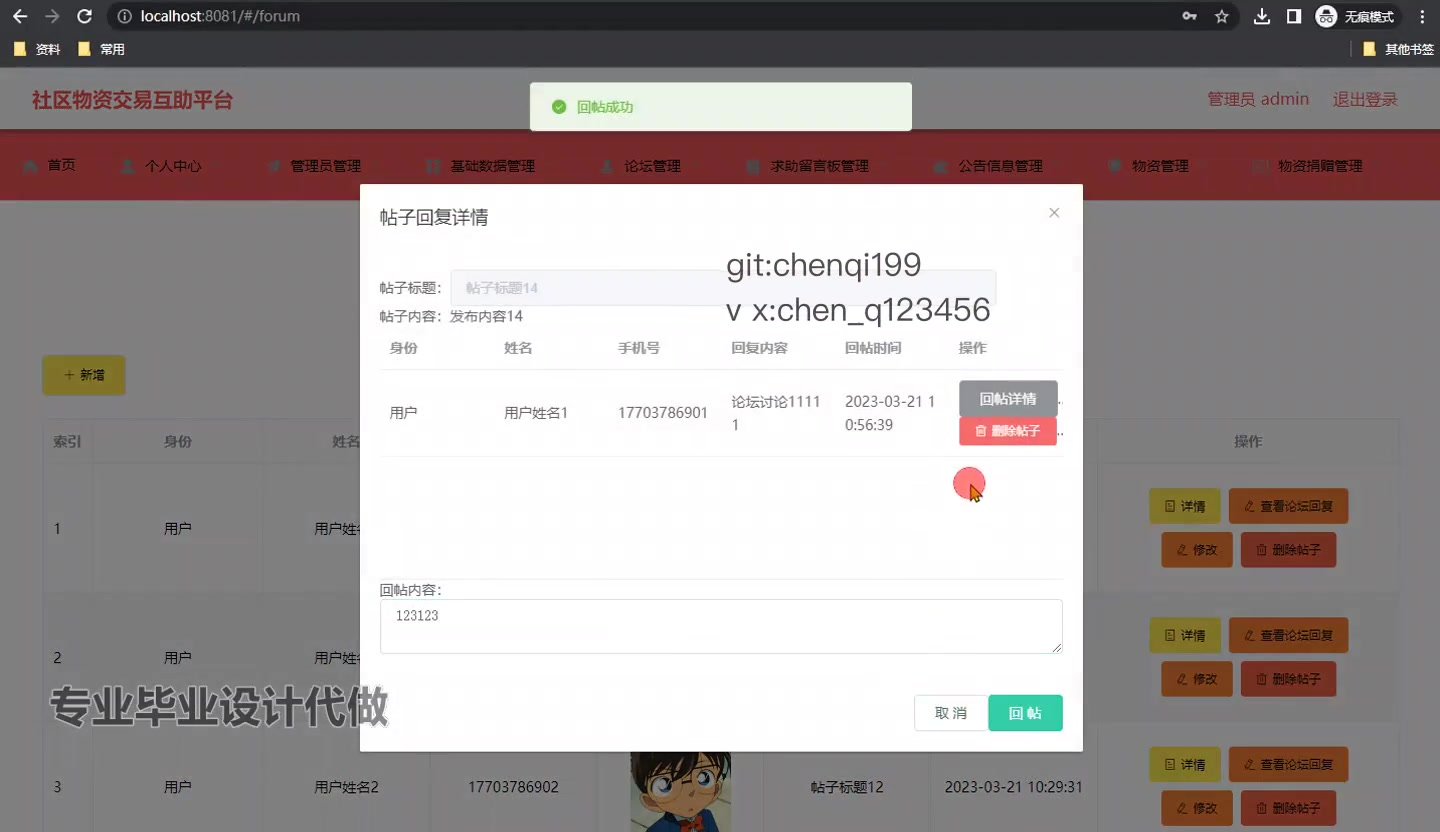 localhost:8081/#/forum
无痕模式
资料
常用
其他书签
社区物资交易互助平台
回帖成功
管理员 admin
退出登录
首页
个人中心
管理员管理
基础数据管理
论坛管理
求助留言板管理
公告信息管理
物资管理
物资捐赠管理
帖子回复详情
git:chenqi199
帖子标题：
帖子标题14
v x:chen_q123456
帖子内容：发布内容14
身份 姓名 手机号 回复内容 回帖时间 操作
用户 用户姓名1 17703786901 论坛讨论1111
1
2023-03-21 1
0:56:39
回帖详情
删除帖子
回帖内容：
123123
取 消
回 帖
+ 新增
索引 身份 姓名 操作
1 用户 用户姓名
详情 查看论坛回复
修改 删除帖子
2 用户 用户姓名
详情 查看论坛回复
修改 删除帖子
专业毕业设计代做
3 用户 用户姓名2 17703786902 帖子标题12 2023-03-21 10:29:31
详情 查看论坛回复
修改 删除帖子